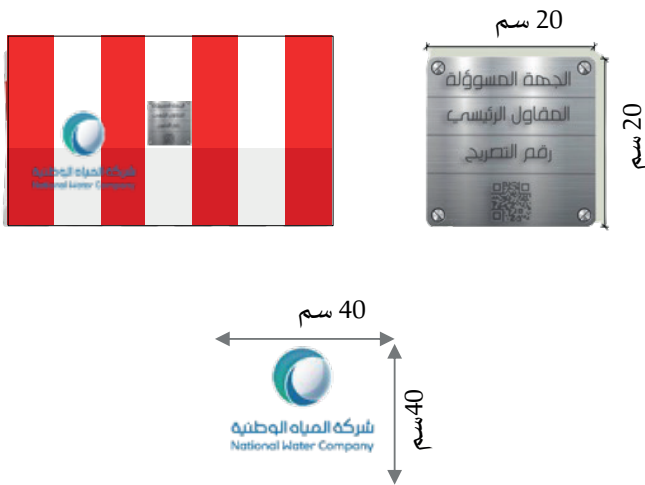 شركة المياه الوطنية
National Water Company
20 سم
الجهة المسوؤلة
المقاول الرئيسي
رقم التصريح
20 سم
40 سم
شركة المياه الوطنية
National Water Company
40سم